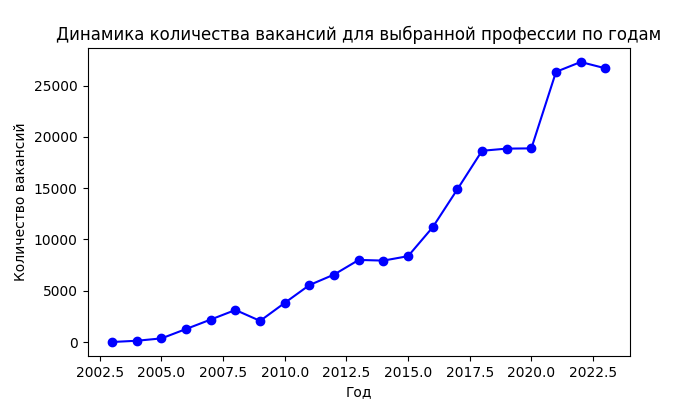 Динамика количества вакансий для выбранной профессии по годам
Количество вакансий
25000
20000
15000
10000
5000
0
2002.5 2005.0 2007.5 2010.0 2012.5 2015.0 2017.5 2020.0 2022.5
Год